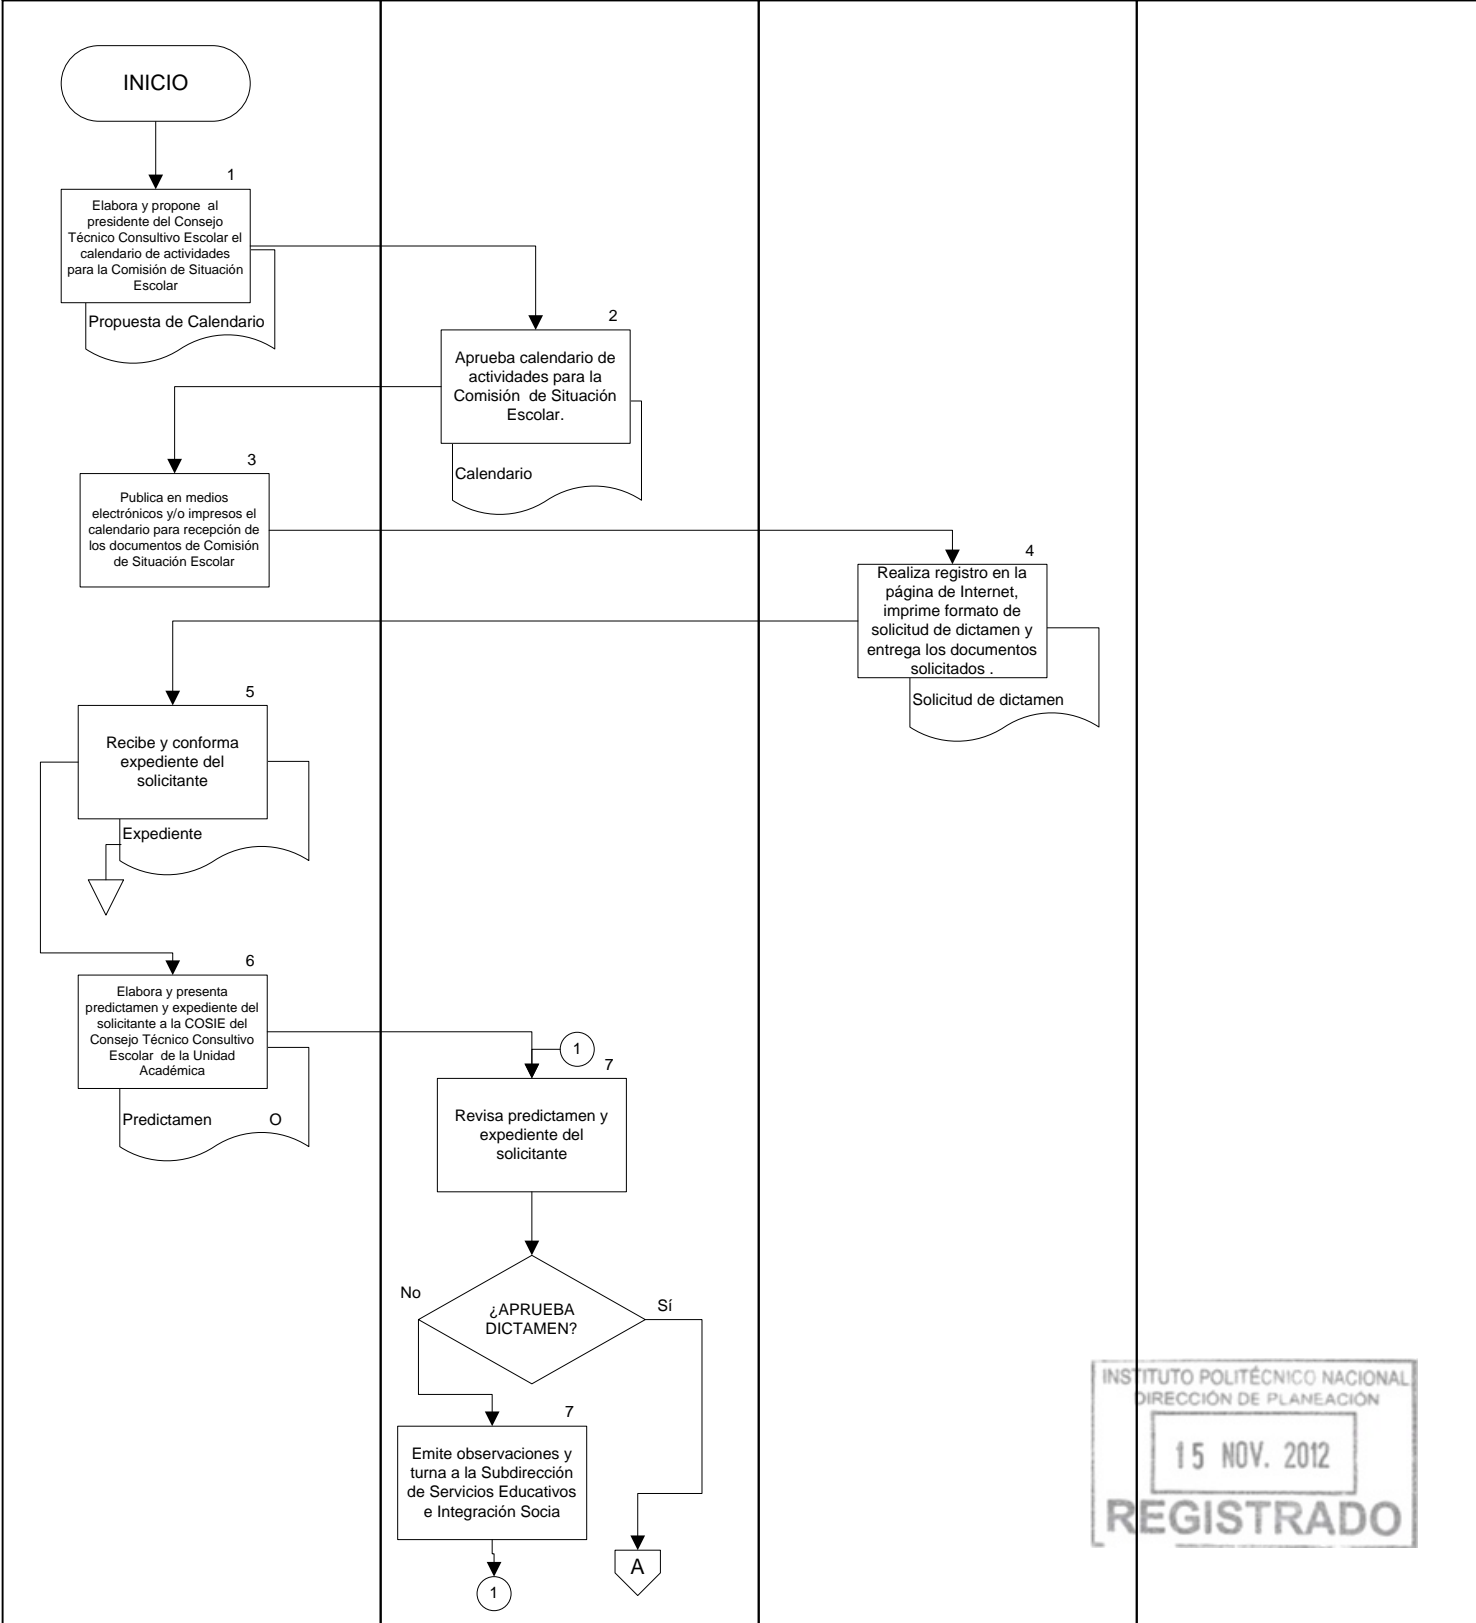 INICIO
1
Elabora y propone al
presidente del Consejo
Técnico Consultivo Escolar el
calendario de actividades
para la Comisión de Situación
Escolar
Propuesta de Calendario
2
Aprueba calendario de
actividades para la
Comisión de Situación
Escolar.
Calendario
3
Publica en medios
electrónicos y/o impresos el
calendario para recepción de
los documentos de Comisión
de Situación Escolar
4
Realiza registro en la
página de Internet,
imprime formato de
solicitud de dictamen y
entrega los documentos
solicitados .
Solicitud de dictamen
5
Recibe y conforma
expediente del
solicitante
Expediente
6
Elabora y presenta
predictamen y expediente del
solicitante a la COSIE del
Consejo Técnico Consultivo
Escolar de la Unidad
Académica
Predictamen O
1
7
Revisa predictamen y
expediente del
solicitante
¿APRUEBA
DICTAMEN?
No
Sí
7
Emite observaciones y
turna a la Subdirección
de Servicios Educativos
e Integración Socia
1
A
INSTITUTO POLITÉCNICO NACIONAL
DIRECCIÓN DE PLANEACIÓN
15 NOV. 2012
REGISTRADO